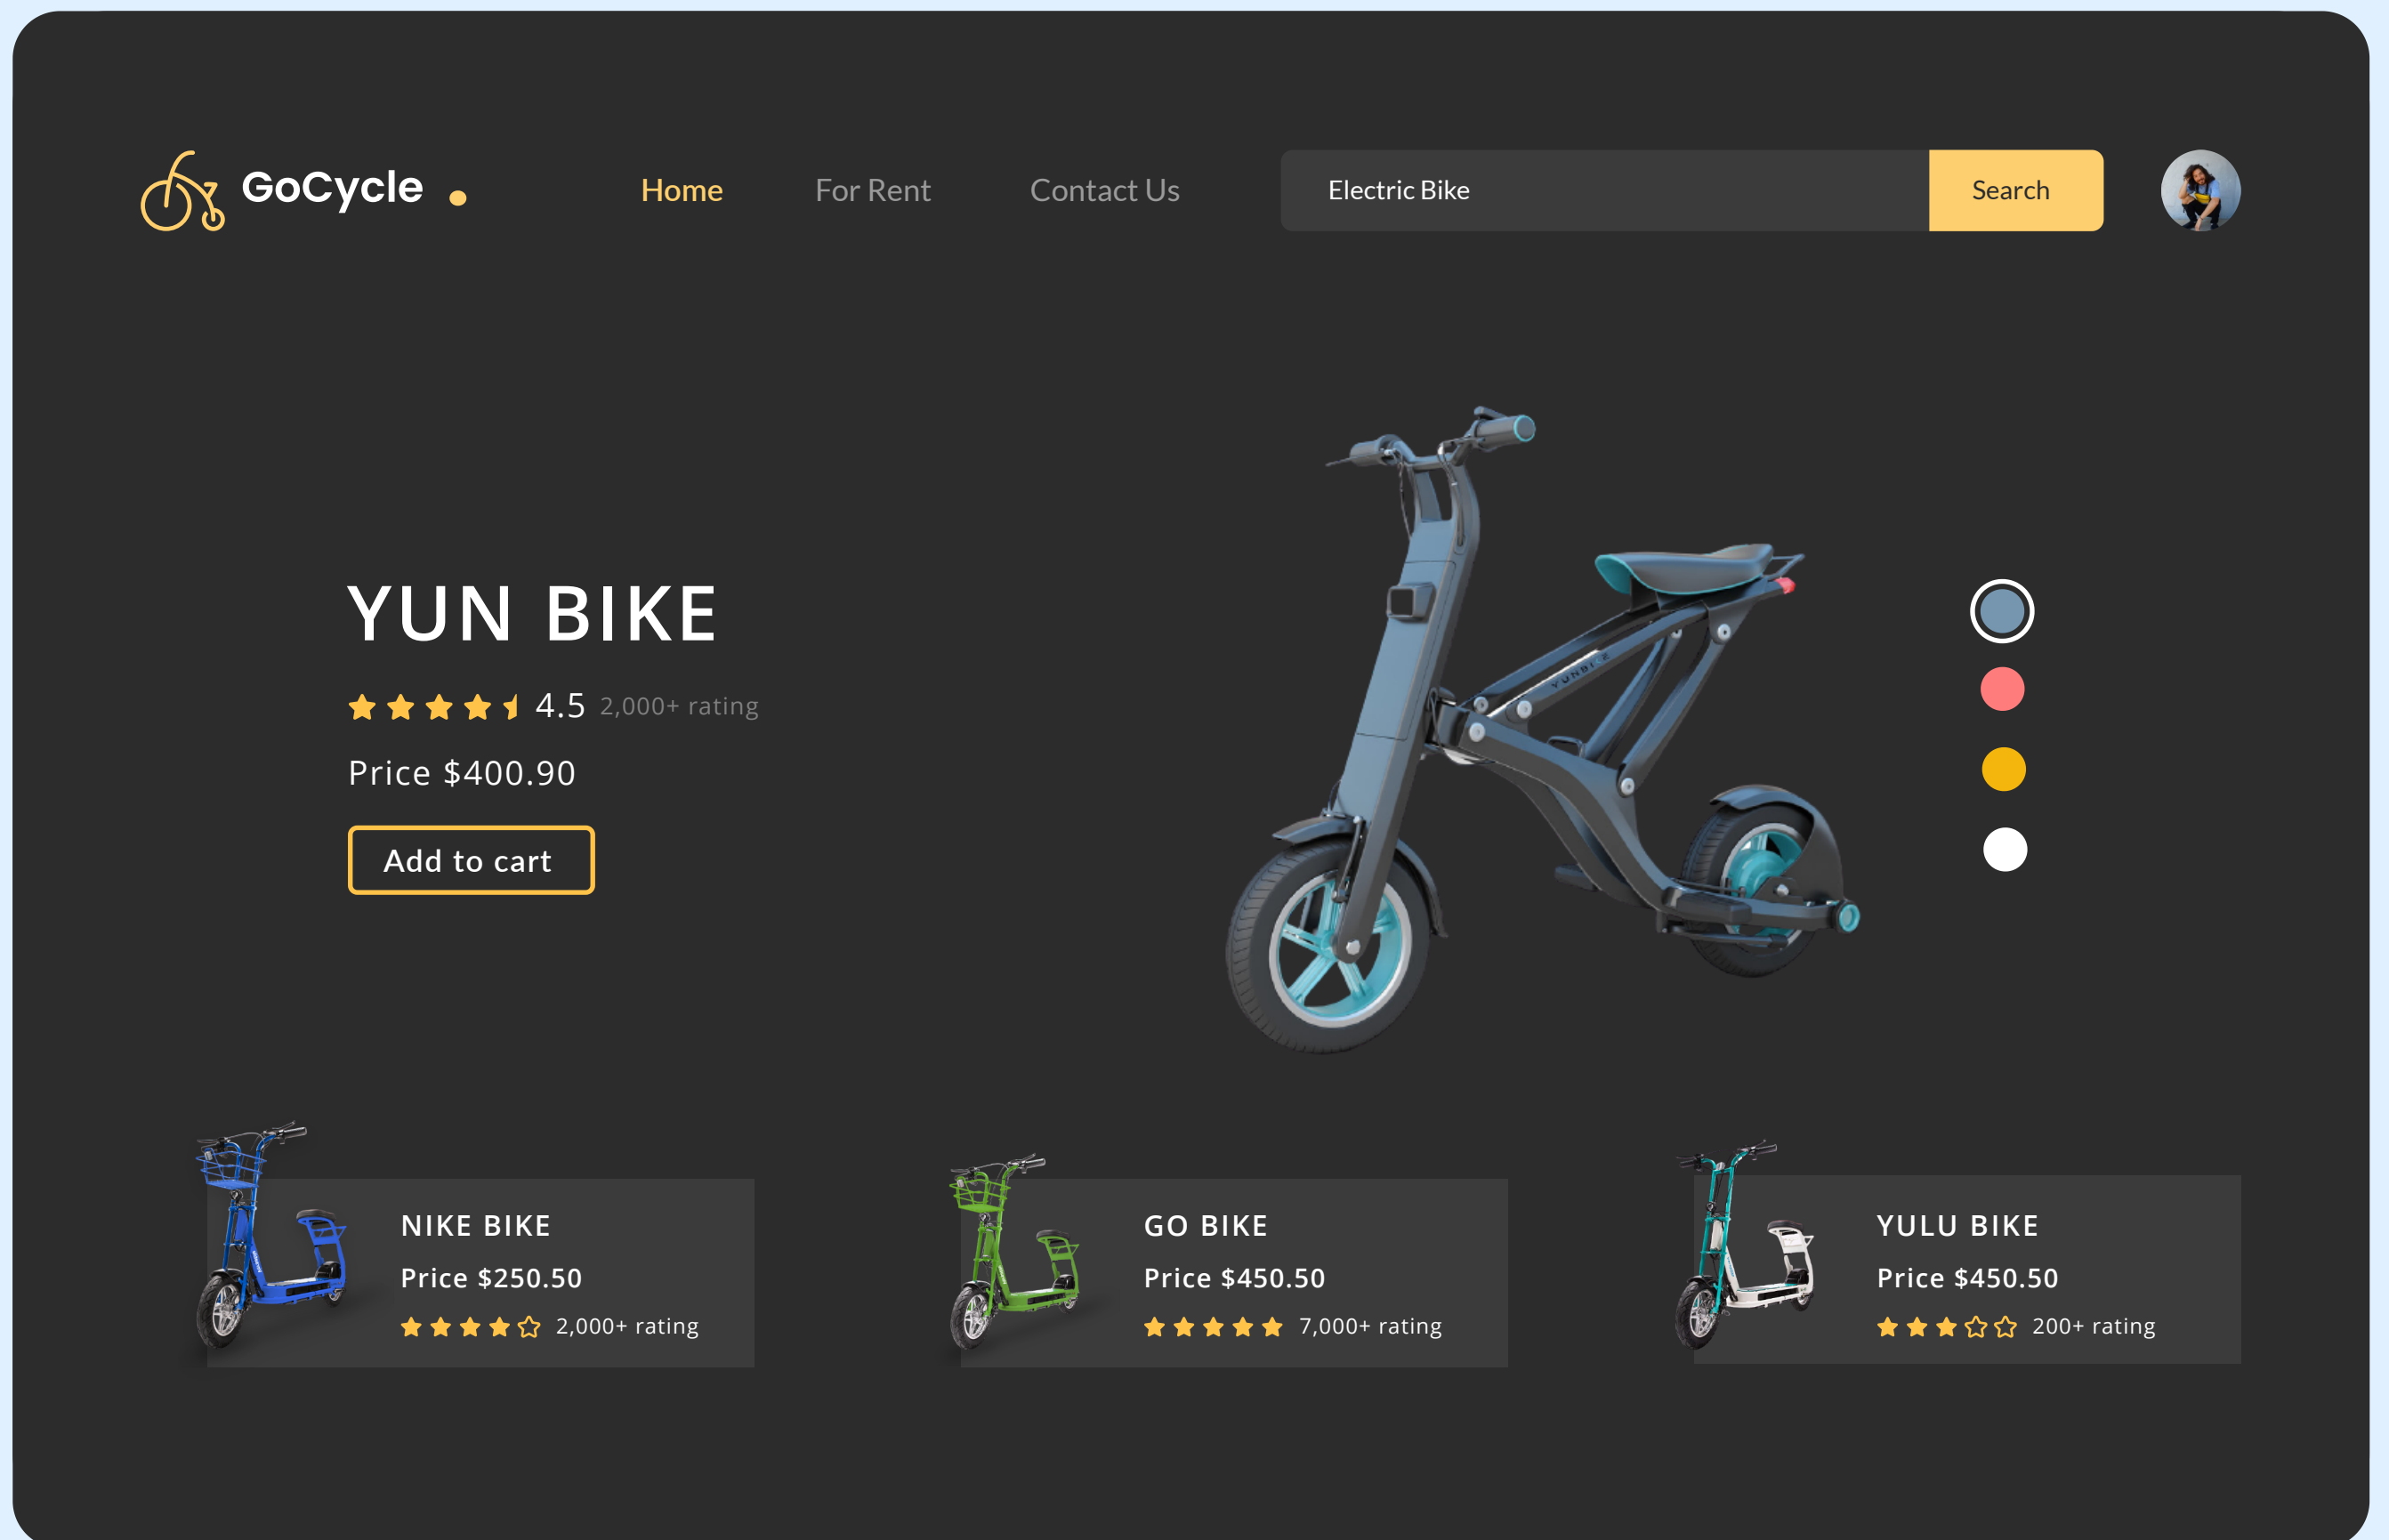 GoCycle
Home
For Rent
Contact Us
Electric Bike
Search
YUN BIKE
4.5 2,000+ rating
Price $400.90
Add to cart
YUNBIKE
NIKE BIKE
Price $250.50
2,000+ rating
GO BIKE
Price $450.50
7,000+ rating
YULU BIKE
Price $450.50
200+ rating